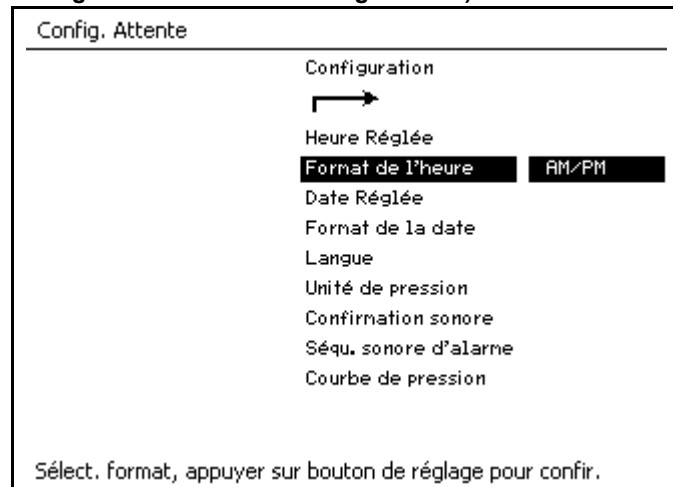 Config. Attente
Configuration
Heure Réglée
Format de l'heure AM/PM
Date Réglée
Format de la date
Langue
Unité de pression
Confirmation sonore
Séqu. sonore d'alarme
Courbe de pression
Sélect. format, appuyer sur bouton de réglage pour confir.